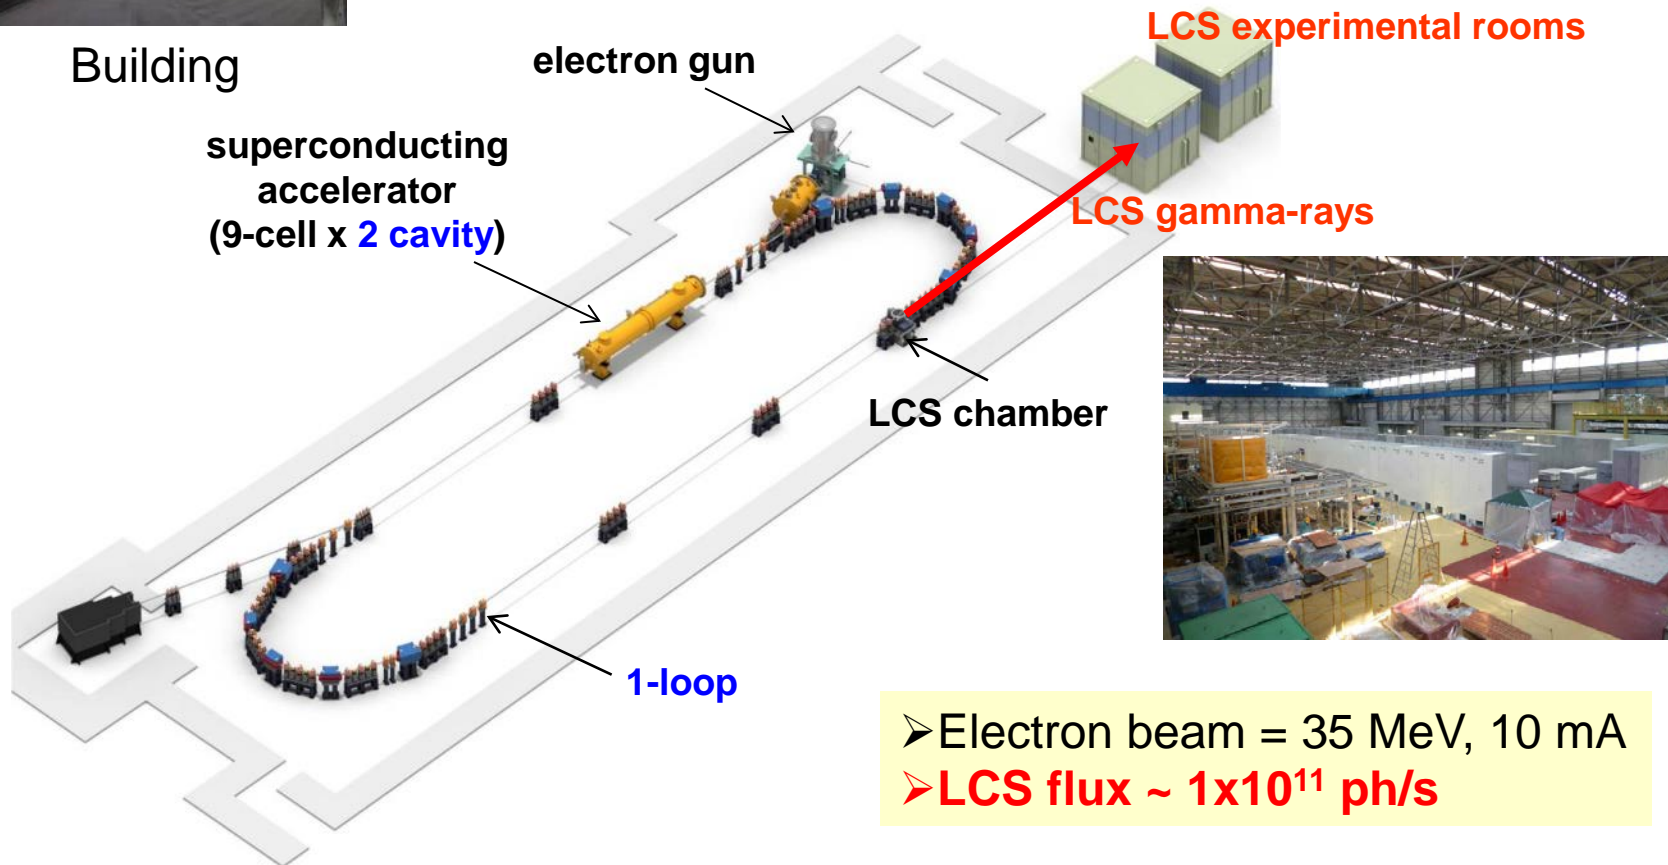 LCS experimental rooms
Building
electron gun
superconducting
accelerator
(9-cell x 2 cavity)
LCS gamma-rays
LCS chamber
1-loop
➢Electron beam = 35 MeV, 10 mA
➢LCS flux ~ 1x10¹¹ ph/s